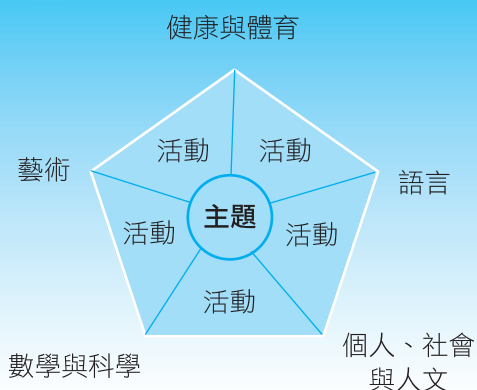 健康與體育
活動 活動
藝術
語言
主題
活動 活動
活動
數學與科學
個人、社會
與人文